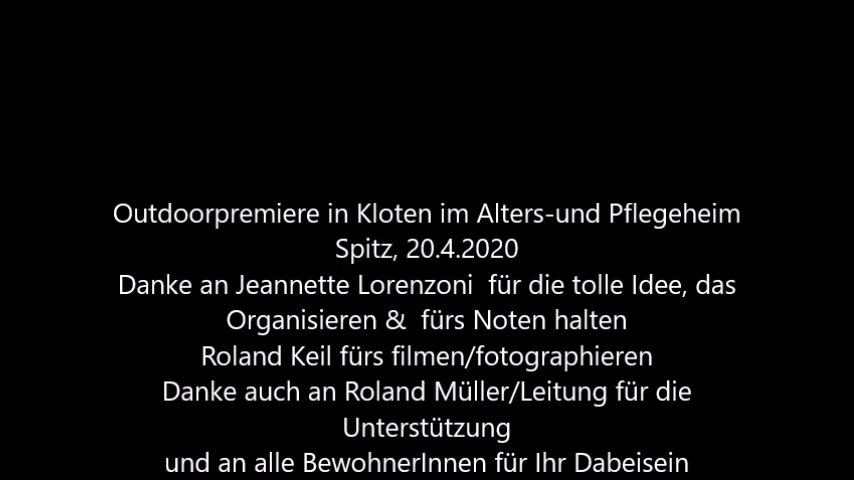 Outdoorpremiere in Kloten im Alters-und Pflegeheim
Spitz, 20.4.2020
Danke an Jeannette Lorenzoni  für die tolle Idee, das
Organisieren &  fürs Noten halten
Roland Keil fürs filmen/fotographieren
Danke auch an Roland Müller/Leitung für die
Unterstützung
und an alle BewohnerInnen für Ihr Dabeisein